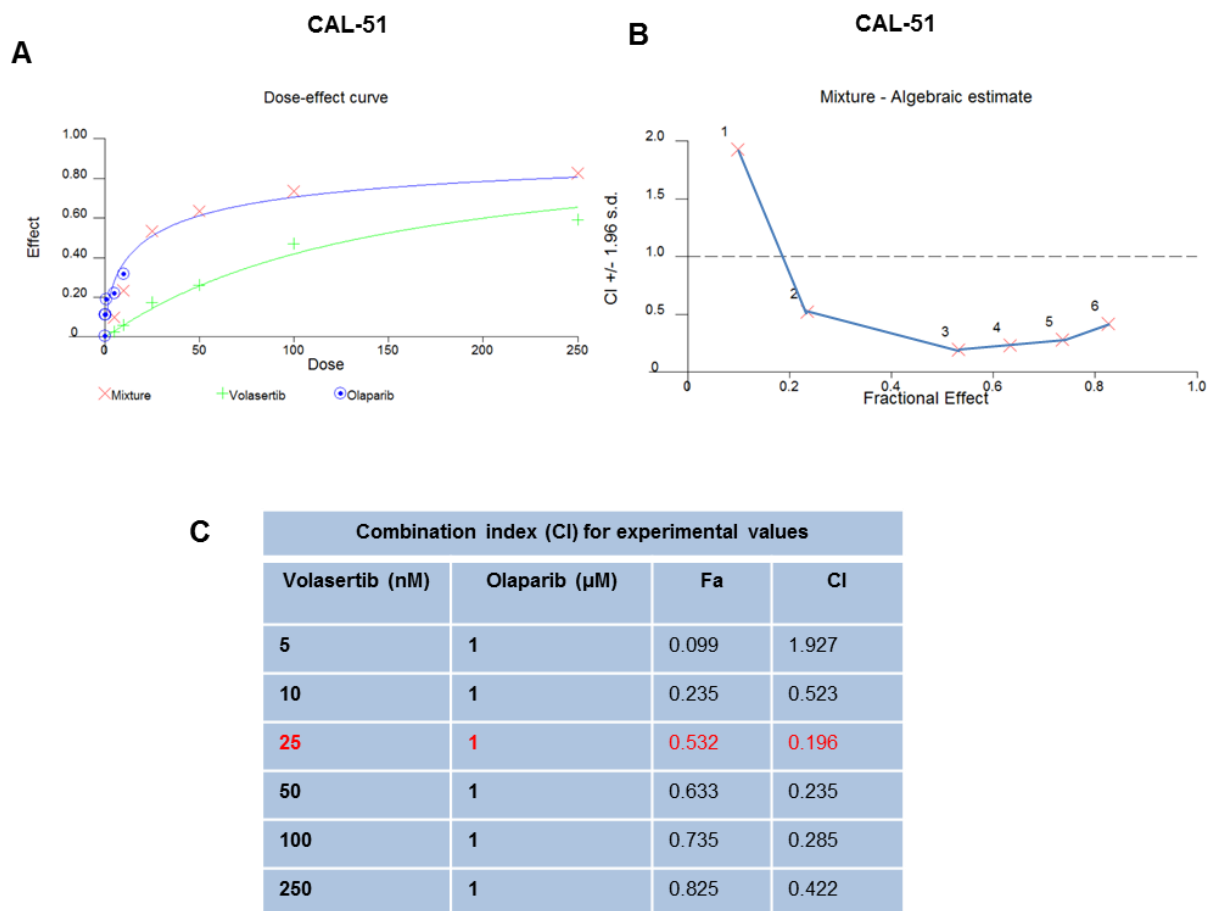 CAL-51
A
Dose-effect curve
Effect
1.00
0.80
0.60
0.40
0.20
0
0 50 100 150 200 250
Dose
Mixture Volasertib Olaparib
CAL-51
B
Mixture - Algebraic estimate
CI +/- 1.96 s.d.
2.0
1.5
1.0
0.5
0
1
2
3
4
5
6
0 0.2 0.4 0.6 0.8 1.0
Fractional Effect
C
Combination index (CI) for experimental values
Volasertib (nM) Olaparib (µM) Fa CI
5 1 0.099 1.927
10 1 0.235 0.523
25 1 0.532 0.196
50 1 0.633 0.235
100 1 0.735 0.285
250 1 0.825 0.422